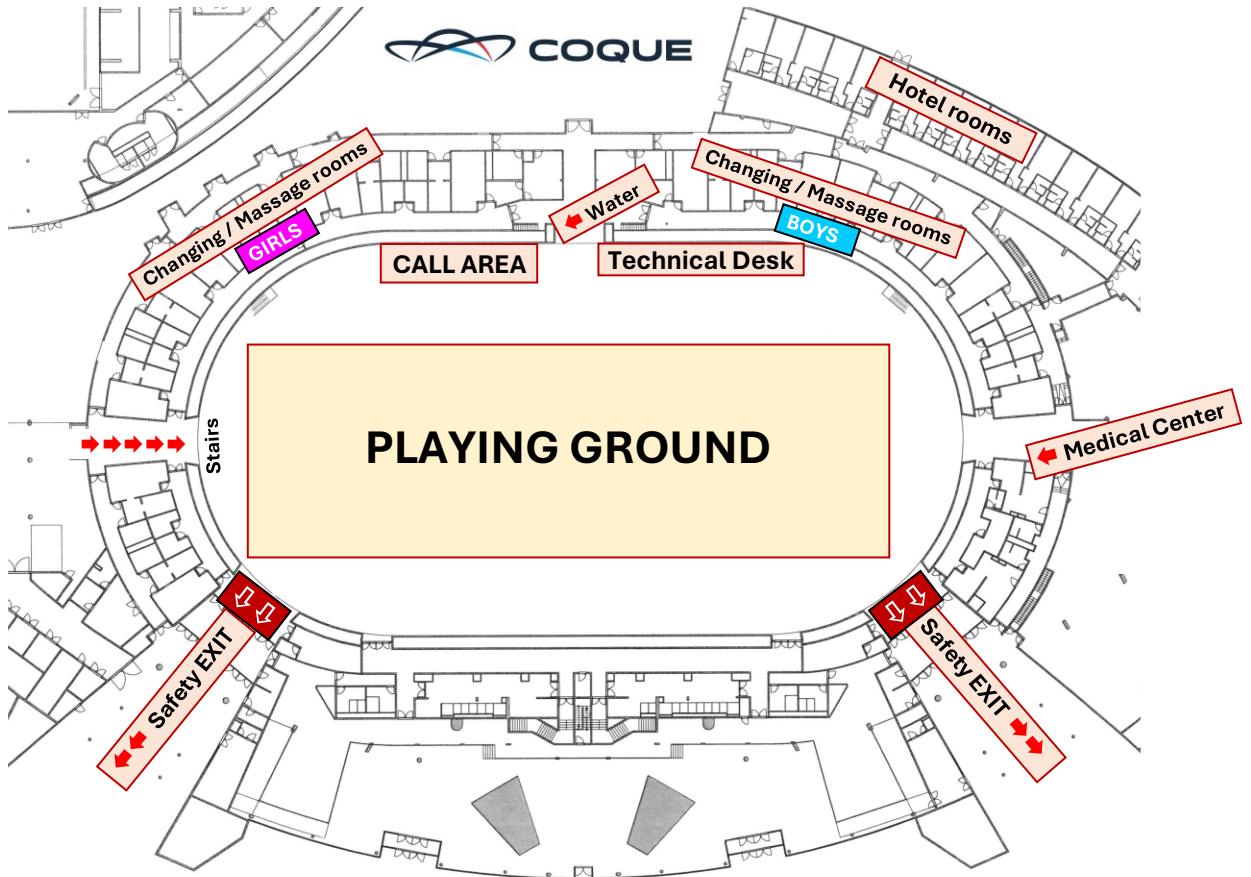 COQUE
Hotel rooms
Changing / Massage rooms
GIRLS
Water
Changing / Massage rooms
BOYS
CALL AREA
Technical Desk
Stairs
PLAYING GROUND
Medical Center
Safety EXIT
Safety EXIT